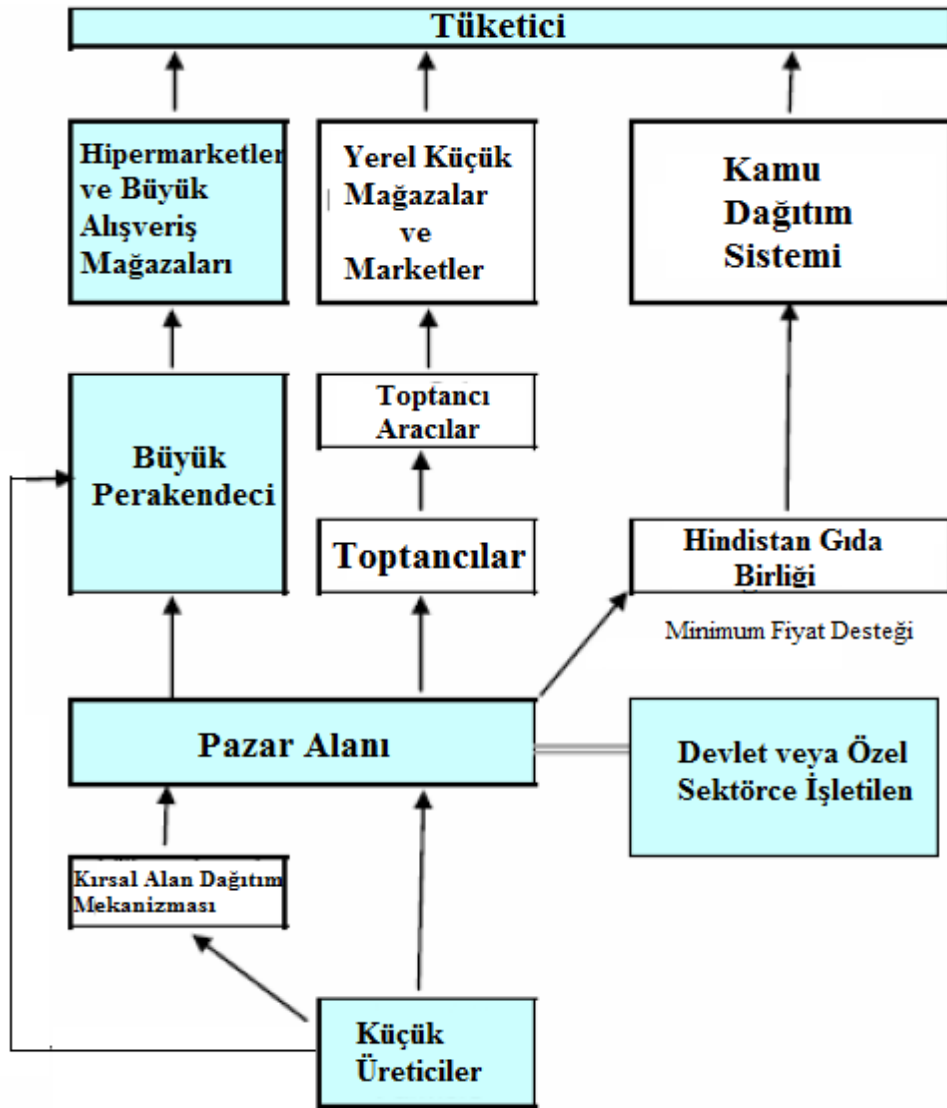 Tüketici
Hipermarketler
ve Büyük
Alışveriş
Mağazaları
Yerel Küçük
Mağazalar
ve
Marketler
Kamu
Dağıtım
Sistemi
Büyük
Perakendeci
Toptancı
Aracılar
Toptancılar
Hindistan Gıda
Birliği
Minimum Fiyat Desteği
Pazar Alanı
Devlet veya Özel
Sektörce İşletilen
Kırsal Alan Dağıtım
Mekanizması
Küçük
Üreticiler